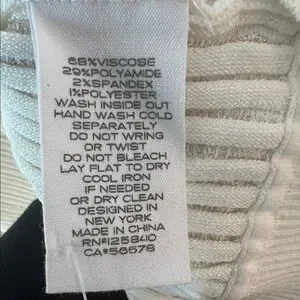 68%VISCOSE
29%POLYAMIDE
2%SPANDEX
1%POLYESTER
WASH INSIDE OUT
HAND WASH COLD
SEPARATELY
DO NOT WRING
OR TWIST
DO NOT BLEACH
LAY FLAT TO DRY
COOL IRON
IF NEEDED
OR DRY CLEAN
DESIGNED IN
NEW YORK
MADE IN CHINA
RN#125840
CA#56578